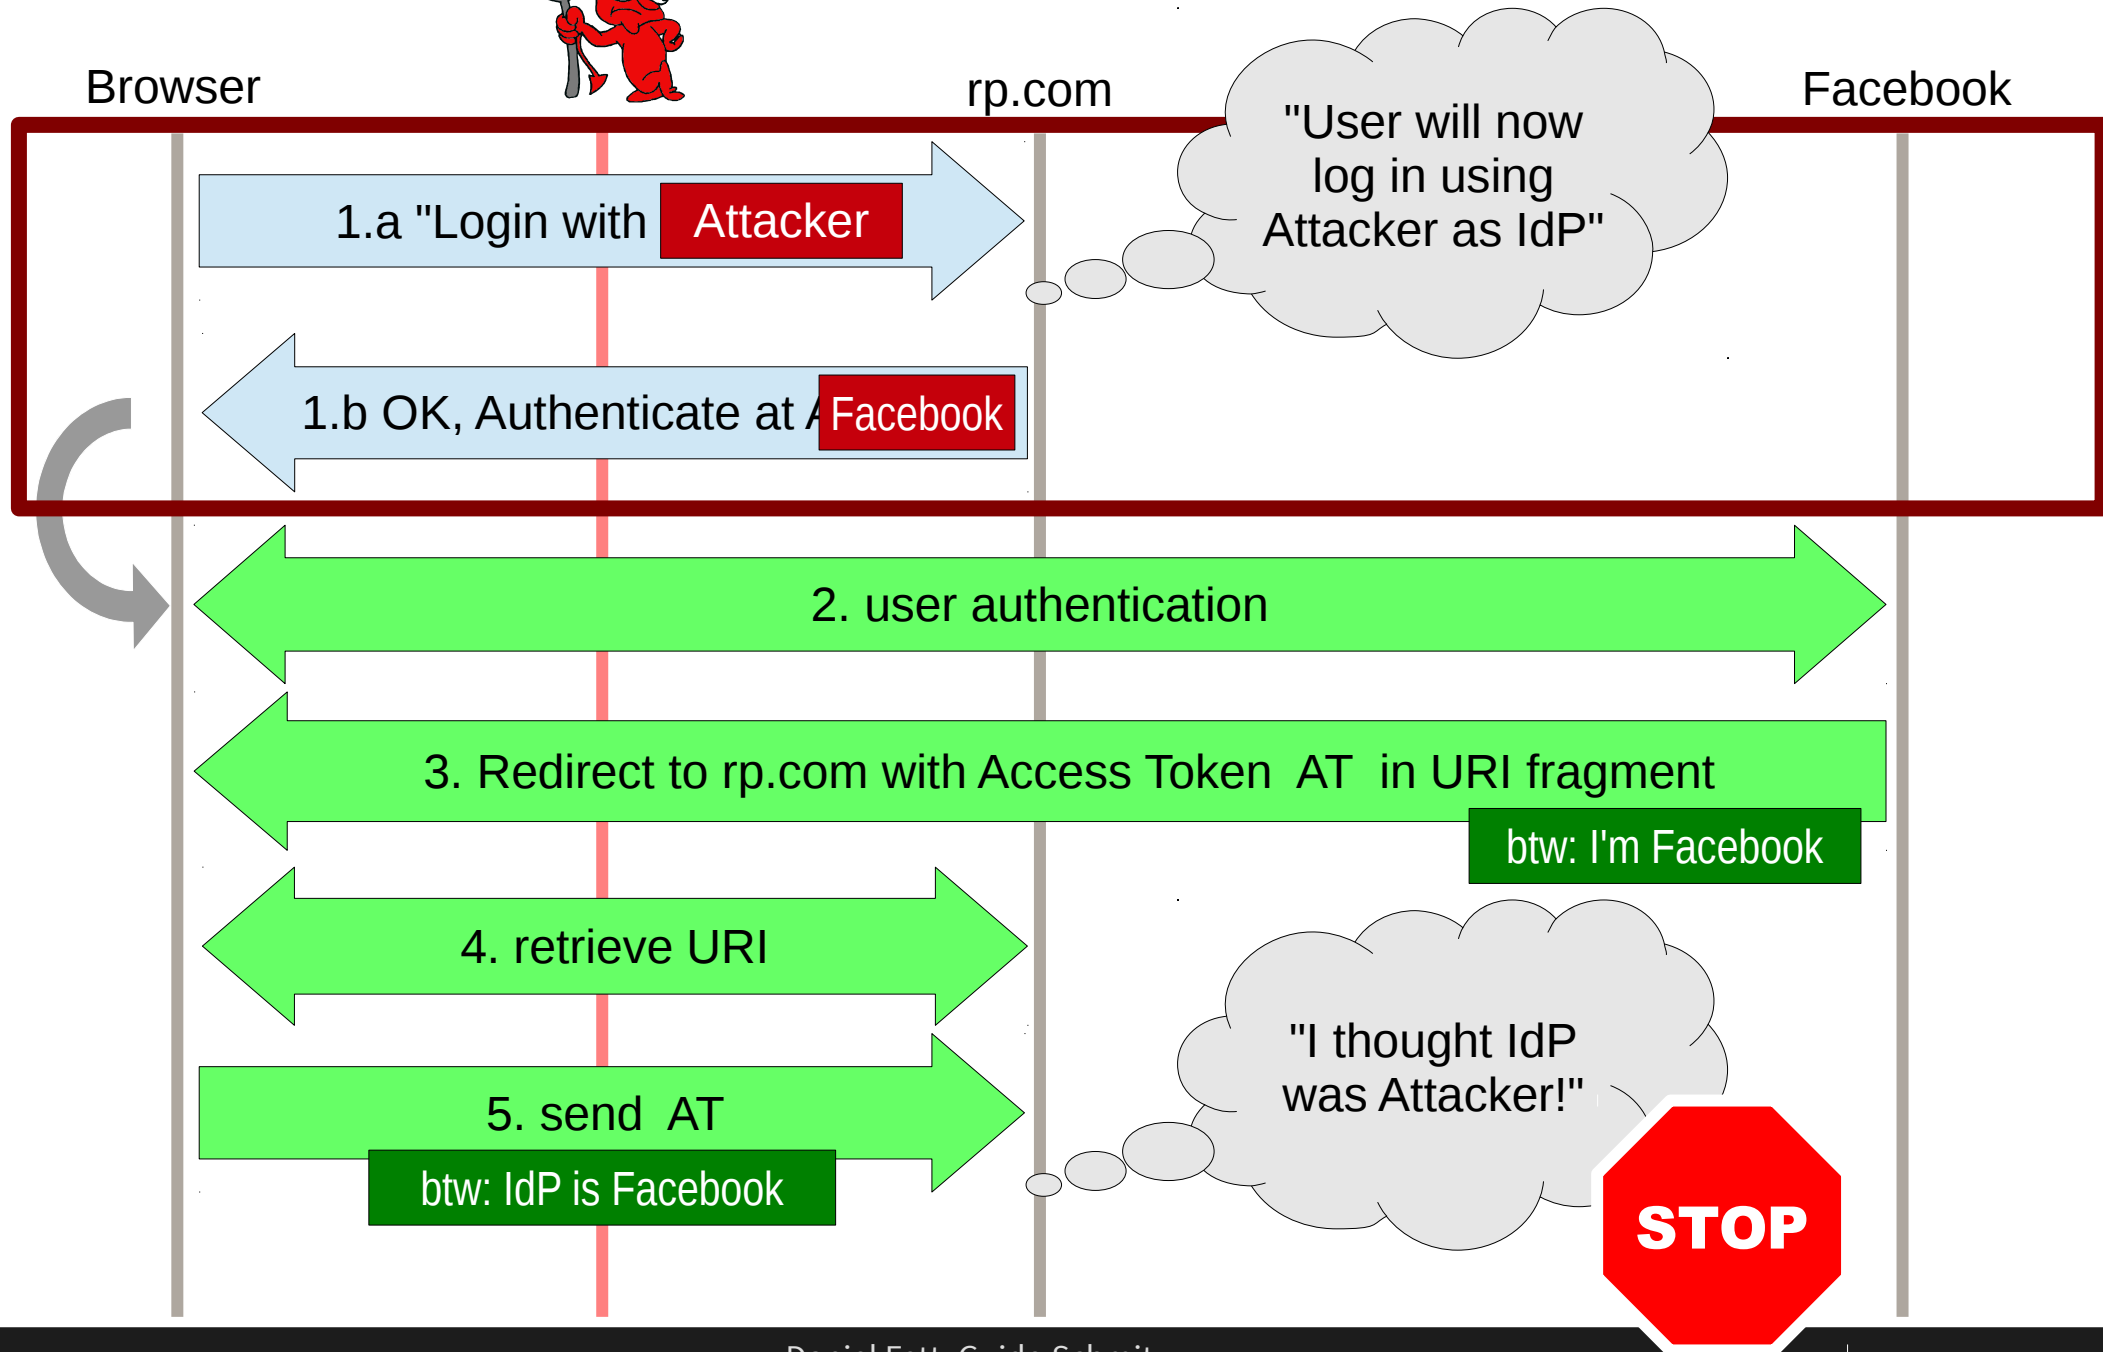 Browser
rp.com
Facebook
"User will now
log in using
Attacker as IdP"
1.a "Login with Attacker
1.b OK, Authenticate at Facebook
2. user authentication
3. Redirect to rp.com with Access Token AT in URI fragment
btw: I'm Facebook
4. retrieve URI
"I thought IdP
was Attacker!"
5. send AT
btw: IdP is Facebook
STOP